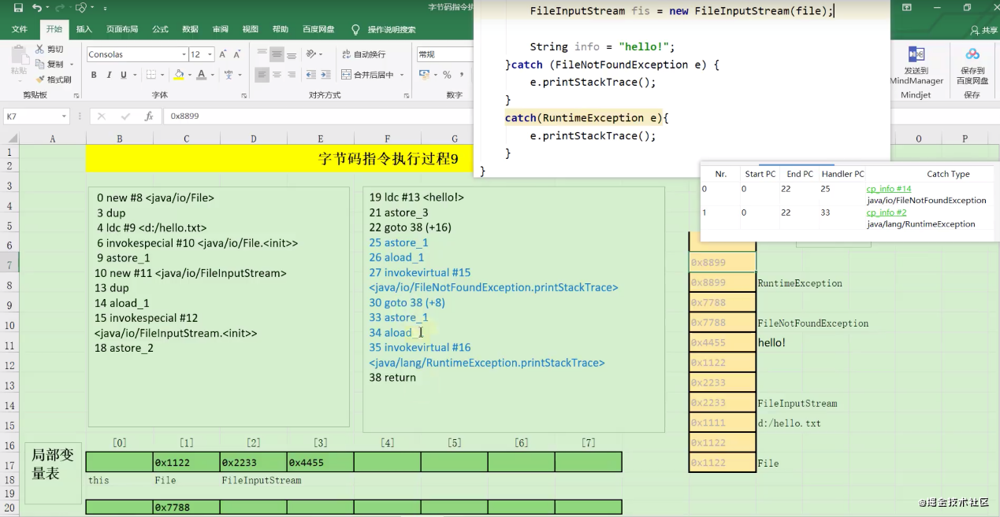 字节码指令执
文件 开始 插入 页面布局 公式 数据 审阅 视图 帮助 百度网盘 操作说明搜索 共享
粘贴 剪切 复制 格式刷 剪贴板
Consolas 12 A A B I U A 字体
ab 自动换行 合并后居中 对齐方式
常规 % 数字
发送到 MindManager Mindjet
保存到 百度网盘 保存
K7 fx 0x8899
FileInputStream fis = new FileInputStream(file);
String info = "hello!";
}catch (FileNotFoundException e) {
e.printStackTrace();
}
catch(RuntimeException e){
e.printStackTrace();
}
}
A B C D E F G O P
1
2
3
4
5
6
7
8
9
10
11
12
13
14
15
16
17
18
19
20
字节码指令执行过程9
0 new #8 <java/io/File>
3 dup
4 ldc #9 <d:/hello.txt>
6 invokespecial #10 <java/io/File.<init>>
9 astore_1
10 new #11 <java/io/FileInputStream>
13 dup
14 aload_1
15 invokespecial #12
<java/io/FileInputStream.<init>>
18 astore_2
19 ldc #13 <hello!>
21 astore_3
22 goto 38 (+16)
25 astore_1
26 aload_1
27 invokevirtual #15
<java/io/FileNotFoundException.printStackTrace>
30 goto 38 (+8)
33 astore_1
34 aload_1
35 invokevirtual #16
<java/lang/RuntimeException.printStackTrace>
38 return
Nr. Start PC End PC Handler PC Catch Type
0 0 22 25 cp_info #14
java/io/FileNotFoundException
1 0 22 33 cp_info #2
java/lang/RuntimeException
0x8899
0x8899 RuntimeException
0x7788
0x7788 FileNotFoundException
0x4455 hello!
0x1122
0x2233
0x2233 FileInputStream
0x1111 d:/hello.txt
0x1122
0x1122 File
[0] [1] [2] [3] [4] [5] [6] [7]
局部变
量表
0x1122 0x2233 0x4455
this File FileInputStream
0x7788
@掘金技术社区